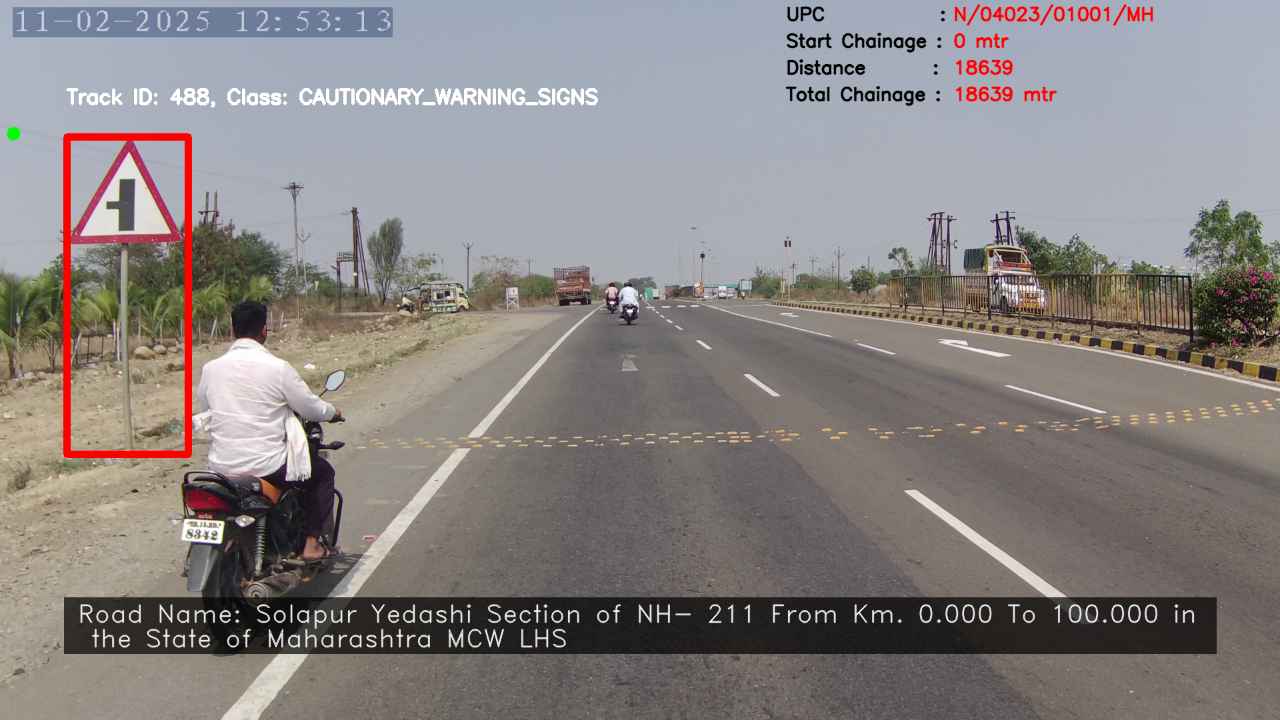 11-02-2025 12:53:13
UPC : N/04023/01001/MH
Start Chainage : 0 mtr
Distance : 18639
Total Chainage : 18639 mtr
Track ID: 488, Class: CAUTIONARY_WARNING_SIGNS
8342
Road Name: Solapur Yedashi Section of NH- 211 From Km. 0.000 To 100.000 in
the State of Maharashtra MCW LHS